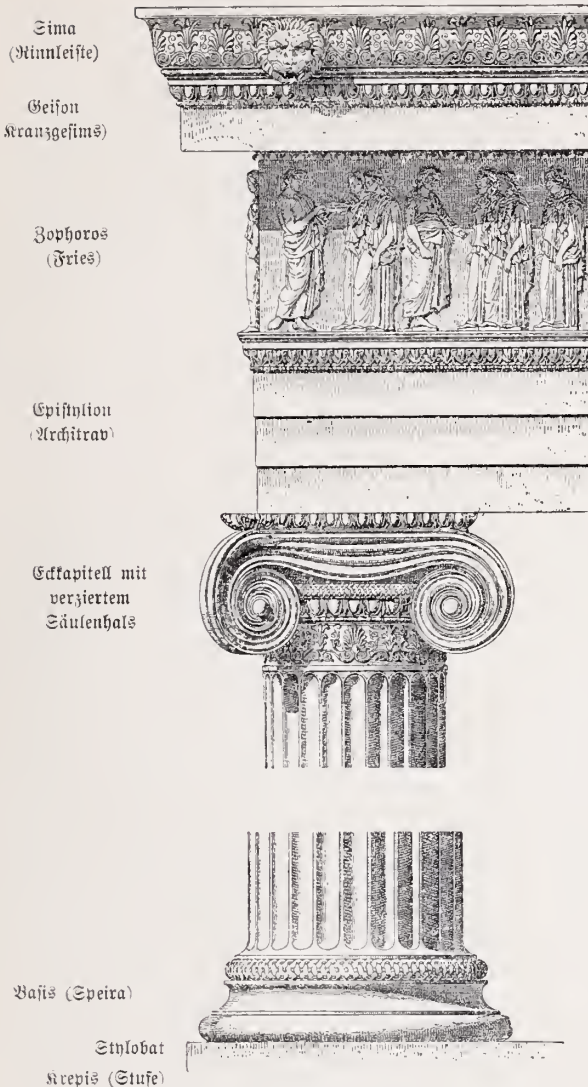 Sima
(Rinnleiste)
Geison
Kranzgesims)
Zophoros
(Fries)
Epistylion
(Architrav)
Eckkapitell mit
verziertem
Säulenhals
Basis (Speira)
Stylobat
Krepis (Stufe)